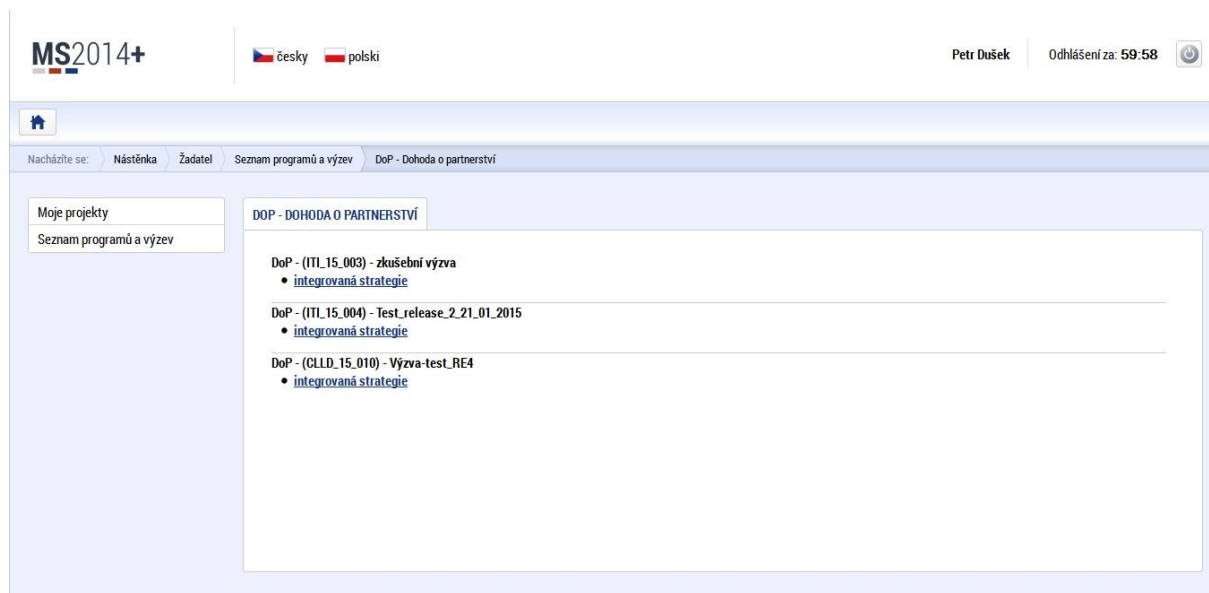 MS2014+
česky polski
Petr Dušek Odhlášení za: 59:58
Nacházíte se: Nástěnka Žadatel Seznam programů a výzev DoP - Dohoda o partnerství
Moje projekty
Seznam programů a výzev
DOP - DOHODA O PARTNERSTVÍ
DoP - (ITI_15_003) - zkušební výzva
• integrovaná strategie
DoP - (ITI_15_004) - Test_release_2_21_01_2015
• integrovaná strategie
DoP - (CLLD_15_010) - Výzva-test_RE4
• integrovaná strategie